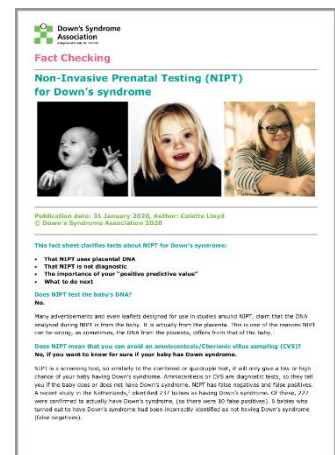 Down's Syndrome
Association
Fact Checking
Non-Invasive Prenatal Testing (NIPT)
for Down's syndrome
Publication date: 31 January 2020, Author: Colette Lloyd
© Down's Syndrome Association 2020
This fact sheet clarifies facts about NIPT for Down's syndrome:
• That NIPT uses placental DNA
• That NIPT is not diagnostic
• The importance of your "positive predictive value"
• What to do next
Does NIPT test the baby's DNA?
No.
Many advertisements and even leaflets designed for use in studies around NIPT, claim that the DNA
analysed during NIPT is from the baby. It is actually from the placenta. This is one of the reasons NIPT
can be wrong, as sometimes, the DNA from the placenta, differs from that of the baby.
Does NIPT mean that you can avoid an amniocentesis/Chorionic villus sampling (CVS)?
No, if you want to know for sure if your baby has Down syndrome.
NIPT is a screening test, so similarly to the combined or quadruple test, it will only give a low or high
chance of your baby having Down's syndrome. Amniocentesis or CVS are diagnostic tests, so they tell
you if the baby does or does not have Down's syndrome. NIPT has false negatives and false positives.
A recent study in the Netherlands, identified 237 babies as having Down's syndrome. Of these, 227
were confirmed to actually have Down's syndrome, (so there were 10 false positives). 6 babies who
turned out to have Down's syndrome had been incorrectly identified as not having Down's syndrome
(false negatives).